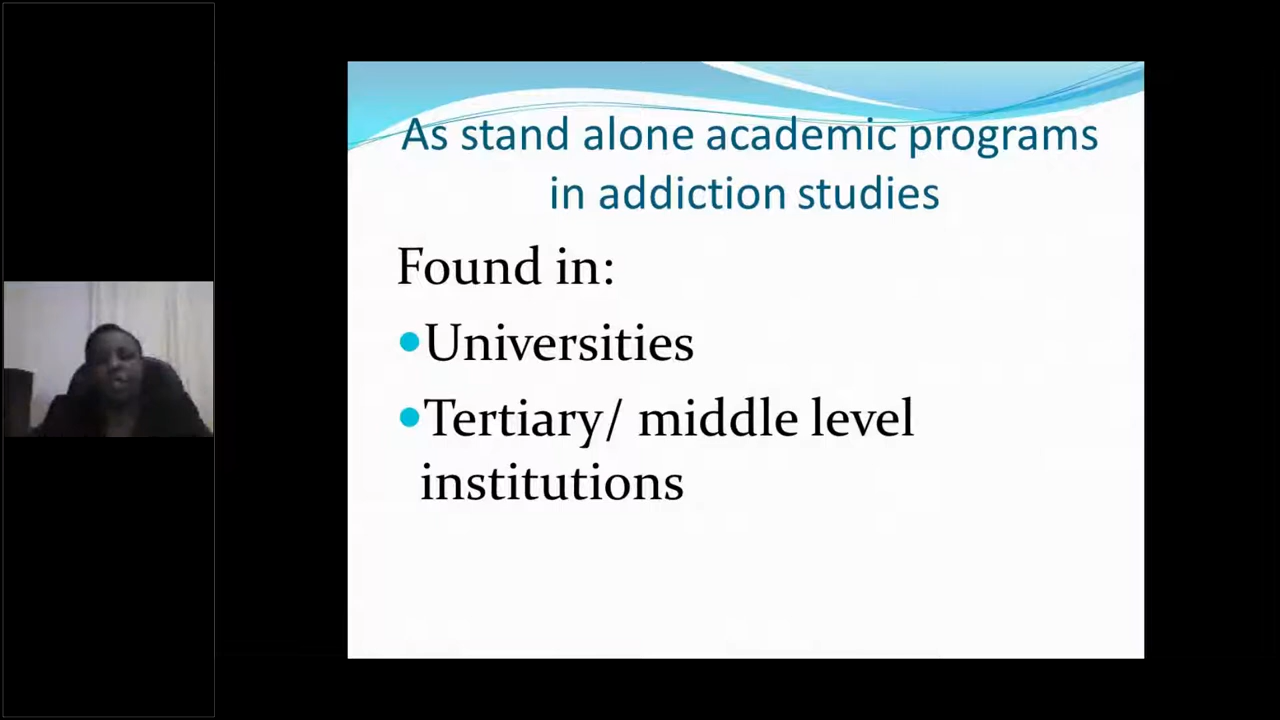 As stand alone academic programs
in addiction studies
Found in:
•Universities
•Tertiary/ middle level
institutions